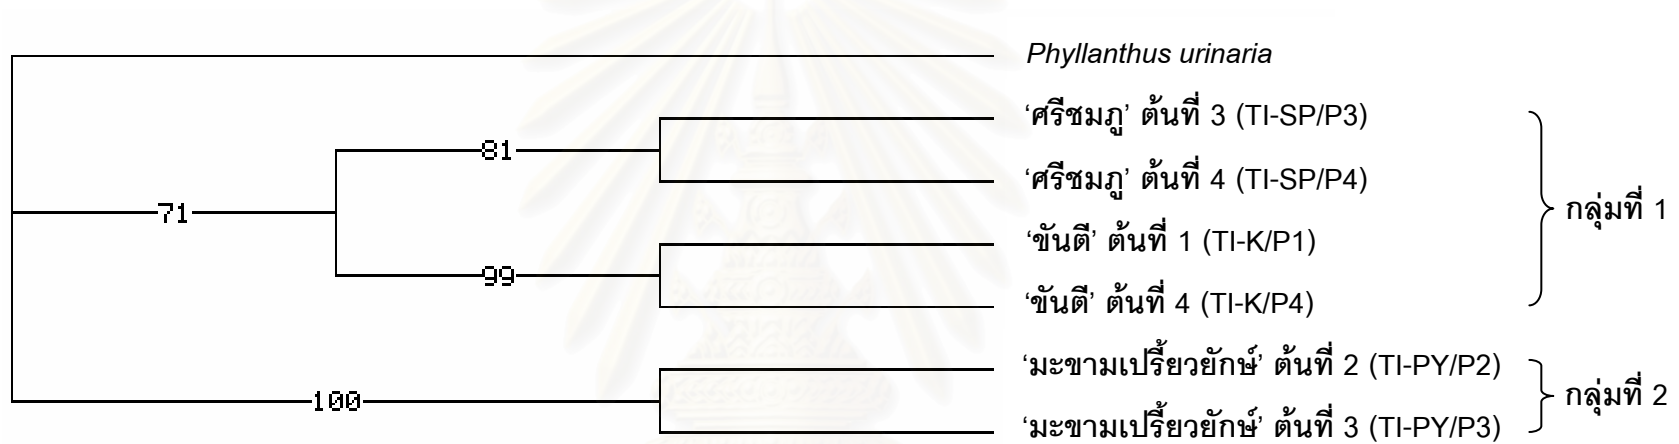 Phyllanthus urinaria
‘ศรีชมภู’ ต้นที่ 3 (TI-SP/P3)
81
‘ศรีชมภู’ ต้นที่ 4 (TI-SP/P4)
71
กลุ่มที่ 1
‘ขันตี’ ต้นที่ 1 (TI-K/P1)
99
‘ขันตี’ ต้นที่ 4 (TI-K/P4)
‘มะขามเปรี้ยวยักษ์’ ต้นที่ 2 (TI-PY/P2)
100
กลุ่มที่ 2
‘มะขามเปรี้ยวยักษ์’ ต้นที่ 3 (TI-PY/P3)